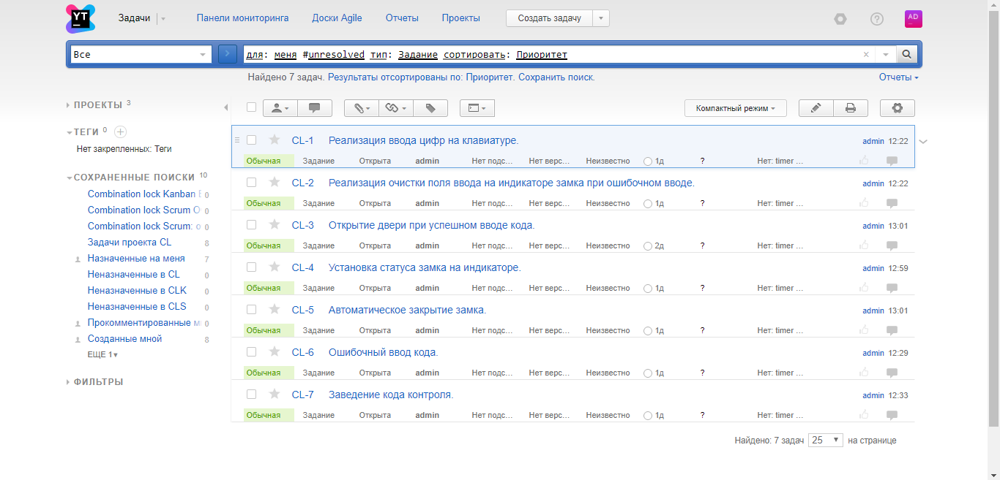 YT Задачи Панели мониторинга Доски Agile Отчеты Проекты Создать задачу AD
Все для: меня #unresolved тип: Задание сортировать: Приоритет
Найдено 7 задач. Результаты отсортированы по: Приоритет. Сохранить поиск. Отчеты
ПРОЕКТЫ 3
ТЕГИ 0
Нет закрепленных: Теги
СОХРАНЕННЫЕ ПОИСКИ 10
Combination lock Kanban 0
Combination lock Scrum 0
Combination lock Scrum: о 0
Задачи проекта CL 8
Назначенные на меня 7
Неназначенные в CL 0
Неназначенные в CLK 0
Неназначенные в CLS 0
Прокомментированные 0
Созданные мной 8
ЕЩЕ 1
ФИЛЬТРЫ
Компактный режим
CL-1 Реализация ввода цифр на клавиатуре. admin 12:22
Обычная Задание Открыта admin Нет подс... Нет верс... Неизвестно 1д ? Нет: timer ...
CL-2 Реализация очистки поля ввода на индикаторе замка при ошибочном вводе. admin 12:22
Обычная Задание Открыта admin Нет подс... Нет верс... Неизвестно 1д ? Нет: timer ...
CL-3 Открытие двери при успешном вводе кода. admin 13:01
Обычная Задание Открыта admin Нет подс... Нет верс... Неизвестно 2д ? Нет: timer ...
CL-4 Установка статуса замка на индикаторе. admin 12:59
Обычная Задание Открыта admin Нет подс... Нет верс... Неизвестно 1д ? Нет: timer ...
CL-5 Автоматическое закрытие замка. admin 13:01
Обычная Задание Открыта admin Нет подс... Нет верс... Неизвестно 1д ? Нет: timer ...
CL-6 Ошибочный ввод кода. admin 12:29
Обычная Задание Открыта admin Нет подс... Нет верс... Неизвестно 1д ? Нет: timer ...
CL-7 Заведение кода контроля. admin 12:33
Обычная Задание Открыта admin Нет подс... Нет верс... Неизвестно 1д ? Нет: timer ...
Найдено: 7 задач 25 на странице